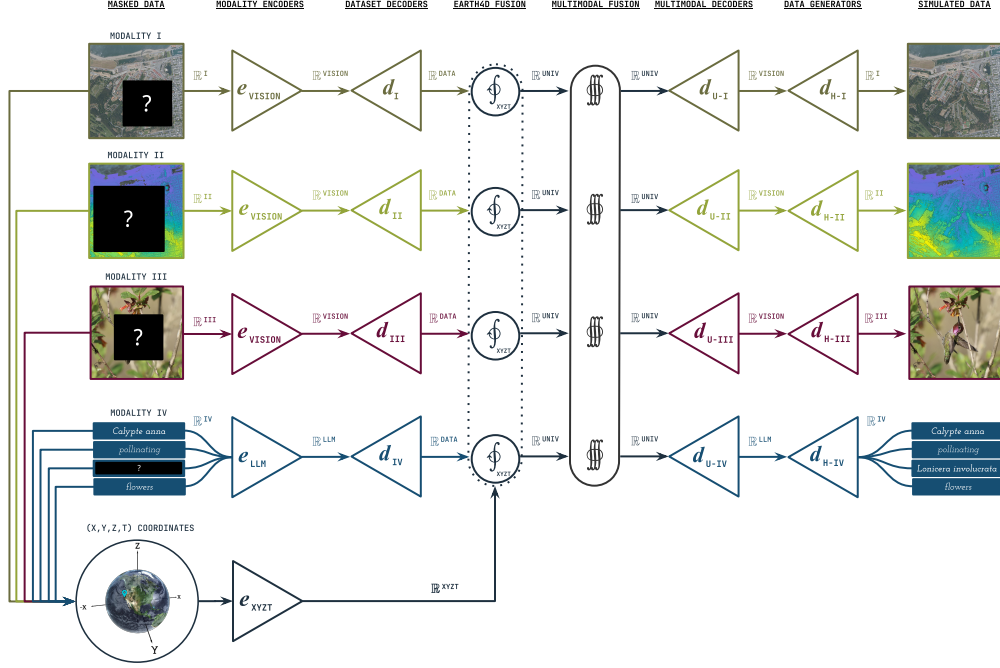 MASKED DATA MODALITY ENCODERS DATASET DECODERS EARTH4D FUSION MULTIMODAL FUSION MULTIMODAL DECODERS DATA GENERATORS SIMULATED DATA
MODALITY I
? ℝ I e VISION ℝ VISION d I ℝ DATA ∮ XYZT ℝ UNIV ∰ ℝ UNIV d U-I ℝ VISION d H-I ℝ I
MODALITY II
? ℝ II e VISION ℝ VISION d II ℝ DATA ∮ XYZT ℝ UNIV ∰ ℝ UNIV d U-II ℝ VISION d H-II ℝ II
MODALITY III
? ℝ III e VISION ℝ VISION d III ℝ DATA ∮ XYZT ℝ UNIV ∰ ℝ UNIV d U-III ℝ VISION d H-III ℝ III
MODALITY IV
ℝ IV e LLM ℝ LLM d IV ℝ DATA ∮ XYZT ℝ UNIV ∰ ℝ UNIV d U-IV ℝ LLM d H-IV ℝ IV
Calypte anna Calypte anna
pollinating pollinating
? Lonicera involucrata
flowers flowers
(X,Y,Z,T) COORDINATES
Z
-X -x
Y
e XYZT ℝ XYZT